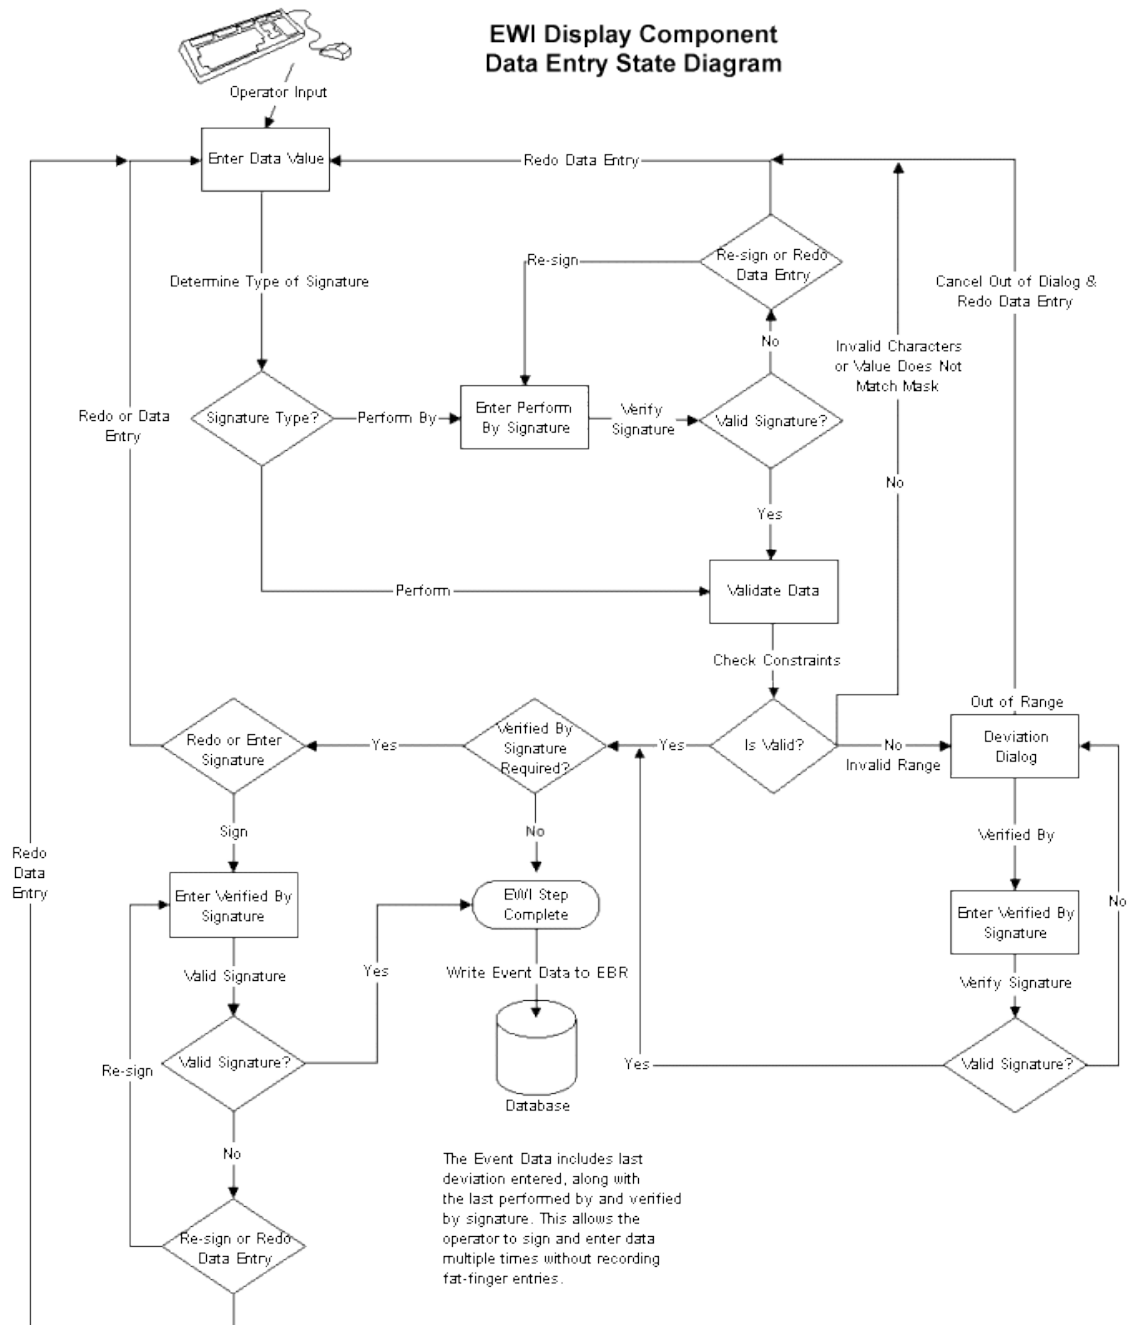 EWI Display Component
Data Entry State Diagram
Operator Input
Enter Data Value
Redo Data Entry
Re-sign or Redo
Data Entry
Re-sign
Determine Type of Signature
Cancel Out of Dialog &
Redo Data Entry
No
Invalid Characters
or Value Does Not
Match Mask
Redo or Data
Entry
Signature Type?
Perform By
Enter Perform
By Signature
Verify
Signature
Valid Signature?
No
Yes
Perform
Validate Data
Check Constraints
Out of Range
Redo or Enter
Signature
Yes
Verified By
Signature
Required?
Yes
Is Valid?
No
Invalid Range
Deviation
Dialog
Sign
No
Verified By
Redo
Data
Entry
Enter Verified By
Signature
EWI Step
Complete
Enter Verified By
Signature
No
Valid Signature
Yes
Write Event Data to EBR
Verify Signature
Re-sign
Valid Signature?
Yes
Valid Signature?
Database
No
The Event Data includes last
deviation entered, along with
the last performed by and verified
by signature. This allows the
operator to sign and enter data
multiple times without recording
fat-finger entries.
Re-sign or Redo
Data Entry